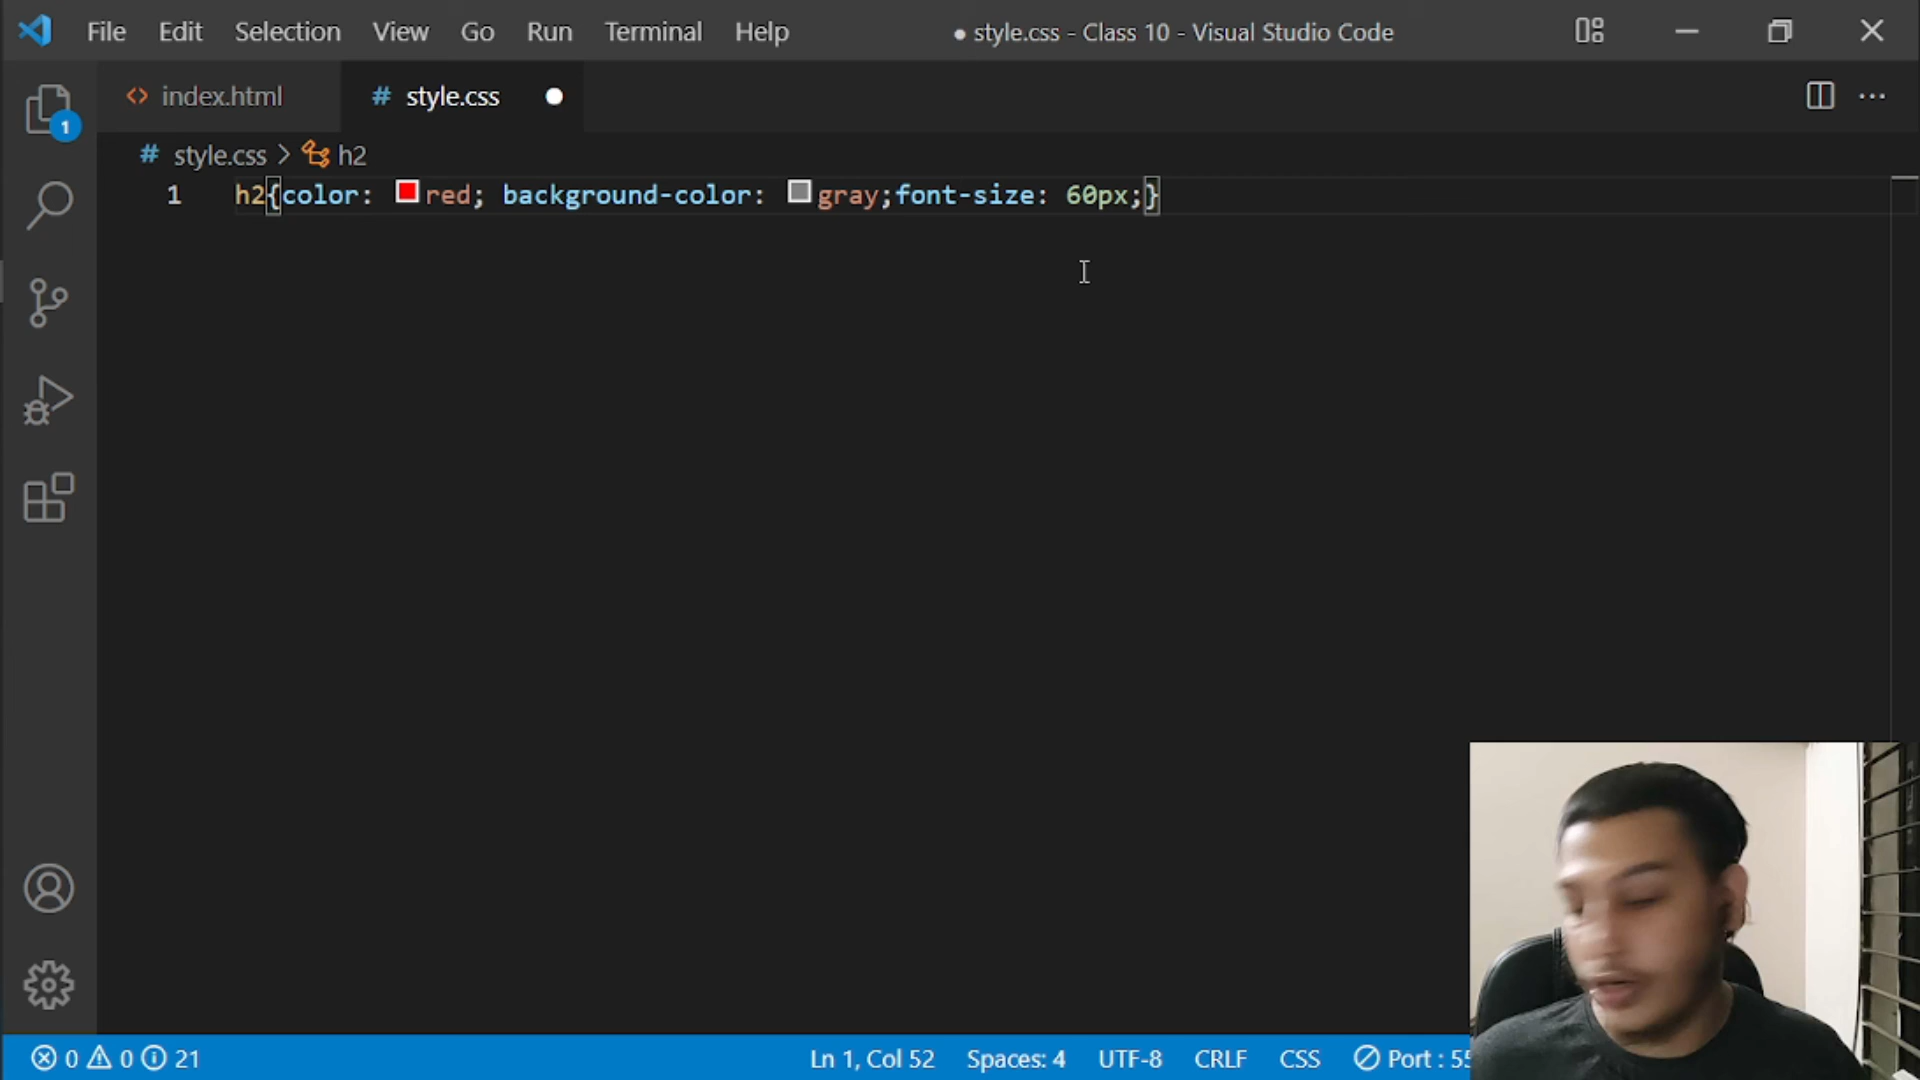 File Edit Selection View Go Run Terminal Help ● style.css - Class 10 - Visual Studio Code
<> index.html # style.css ●
1
# style.css > h2
1 h2{color: red; background-color: gray;font-size: 60px;}
0 0 21 Ln 1, Col 52 Spaces: 4 UTF-8 CRLF CSS Port : 55